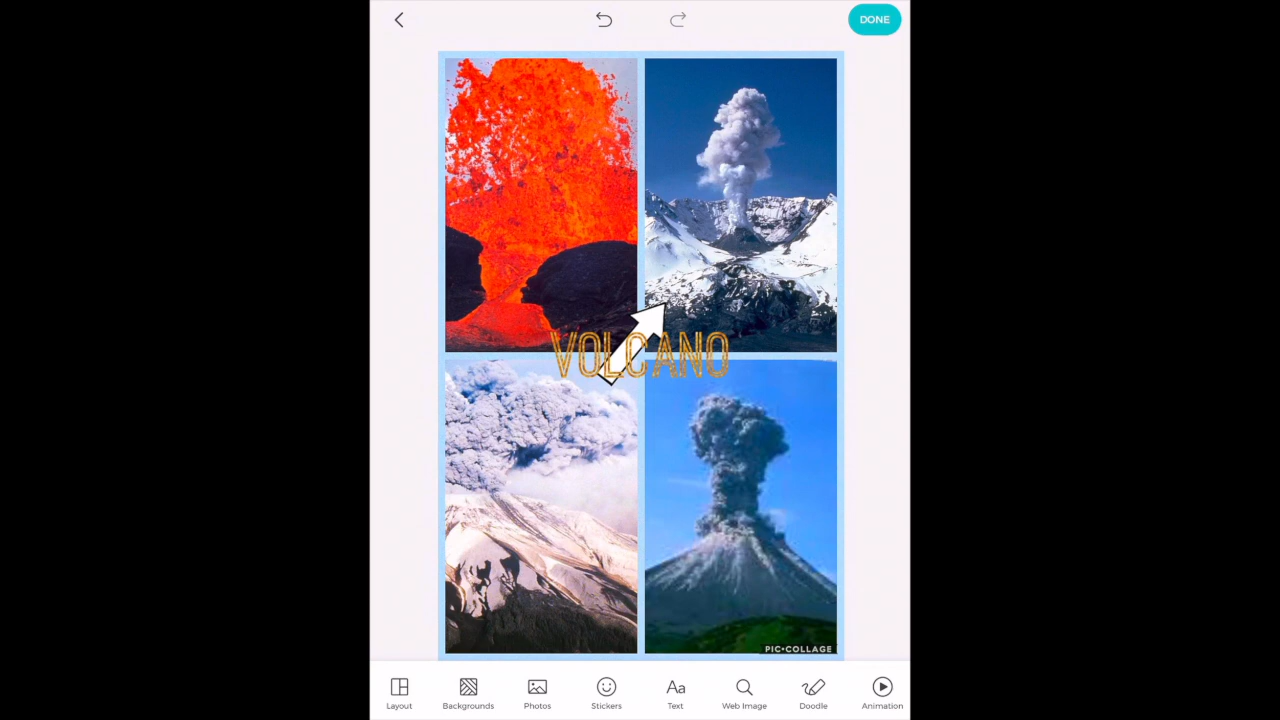 DONE
VOLCANO
PIC•COLLAGE
Layout
Backgrounds
Photos
Stickers
Aa
Text
Web Image
Doodle
Animation